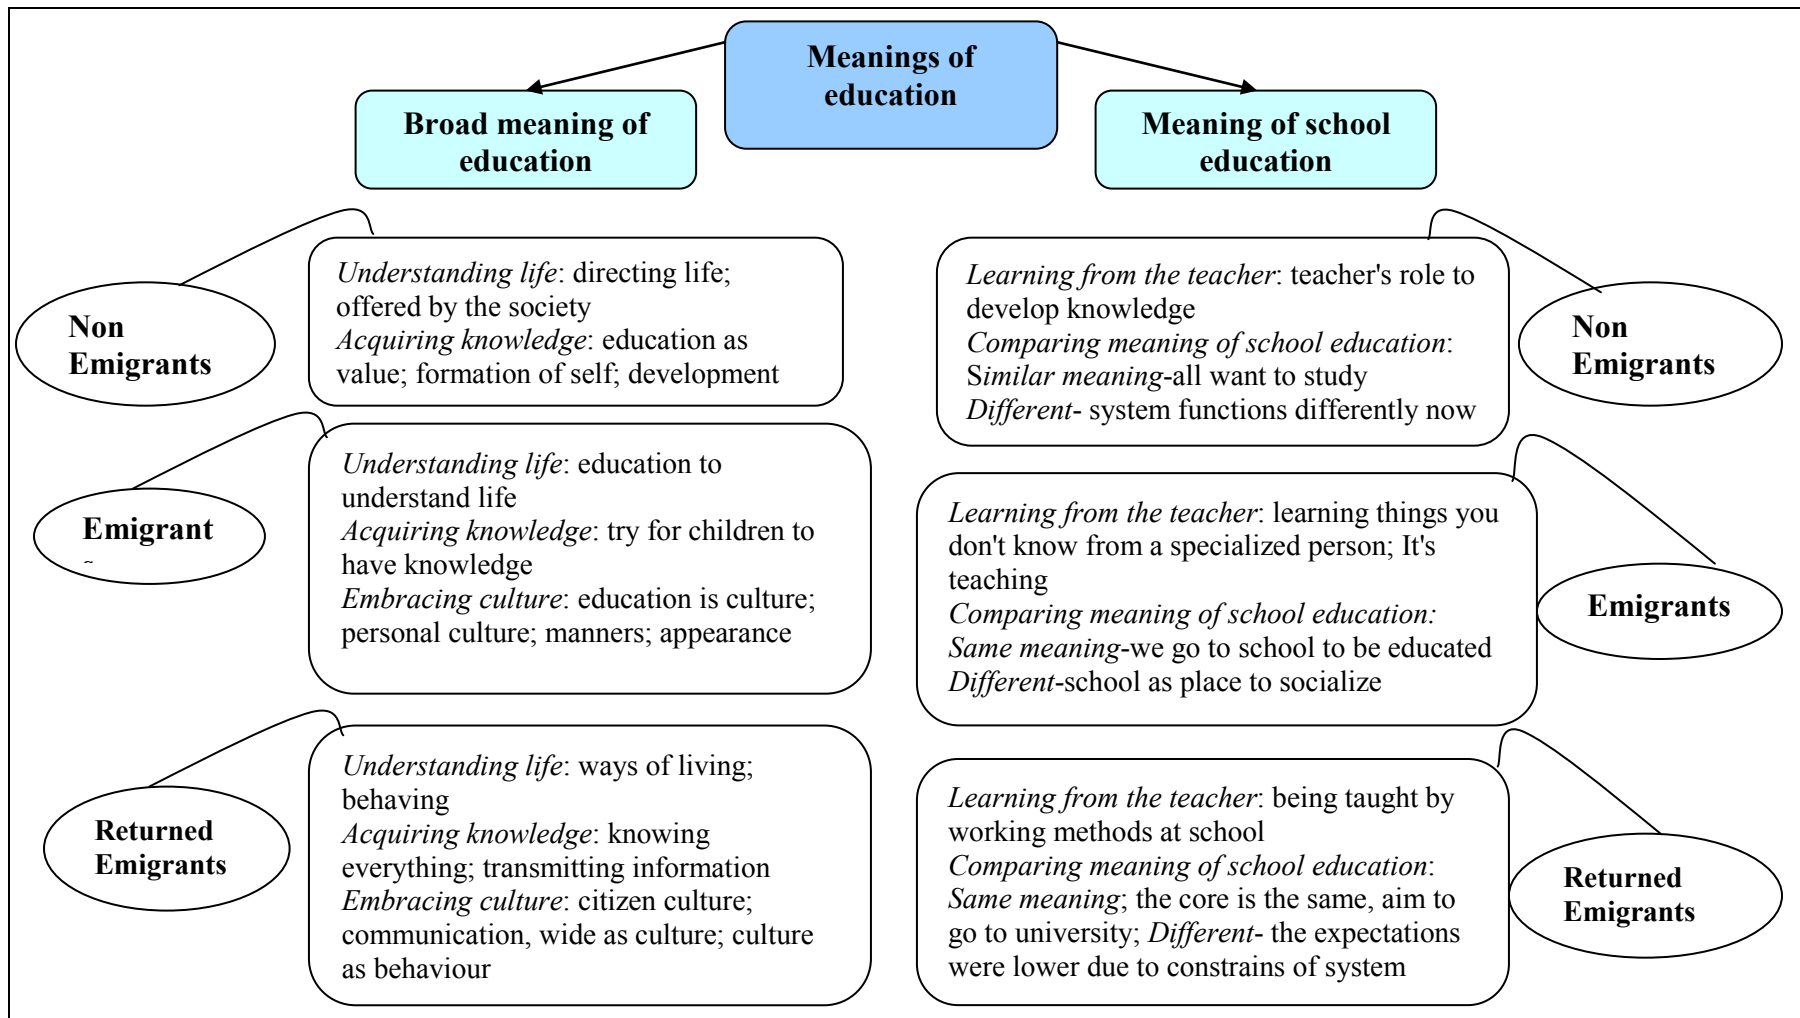 Meanings of
education
Broad meaning of
education
Meaning of school
education
Non
Emigrants
Understanding life: directing life;
offered by the society
Acquiring knowledge: education as
value; formation of self; development
Emigrant
Understanding life: education to
understand life
Acquiring knowledge: try for children to
have knowledge
Embracing culture: education is culture;
personal culture; manners; appearance
Returned
Emigrants
Understanding life: ways of living;
behaving
Acquiring knowledge: knowing
everything; transmitting information
Embracing culture: citizen culture;
communication, wide as culture; culture
as behaviour
Learning from the teacher: teacher's role to
develop knowledge
Comparing meaning of school education:
Similar meaning-all want to study
Different- system functions differently now
Non
Emigrants
Learning from the teacher: learning things you
don't know from a specialized person; It's
teaching
Comparing meaning of school education:
Same meaning-we go to school to be educated
Different-school as place to socialize
Emigrants
Learning from the teacher: being taught by
working methods at school
Comparing meaning of school education:
Same meaning; the core is the same, aim to
go to university; Different- the expectations
were lower due to constrains of system
Returned
Emigrants